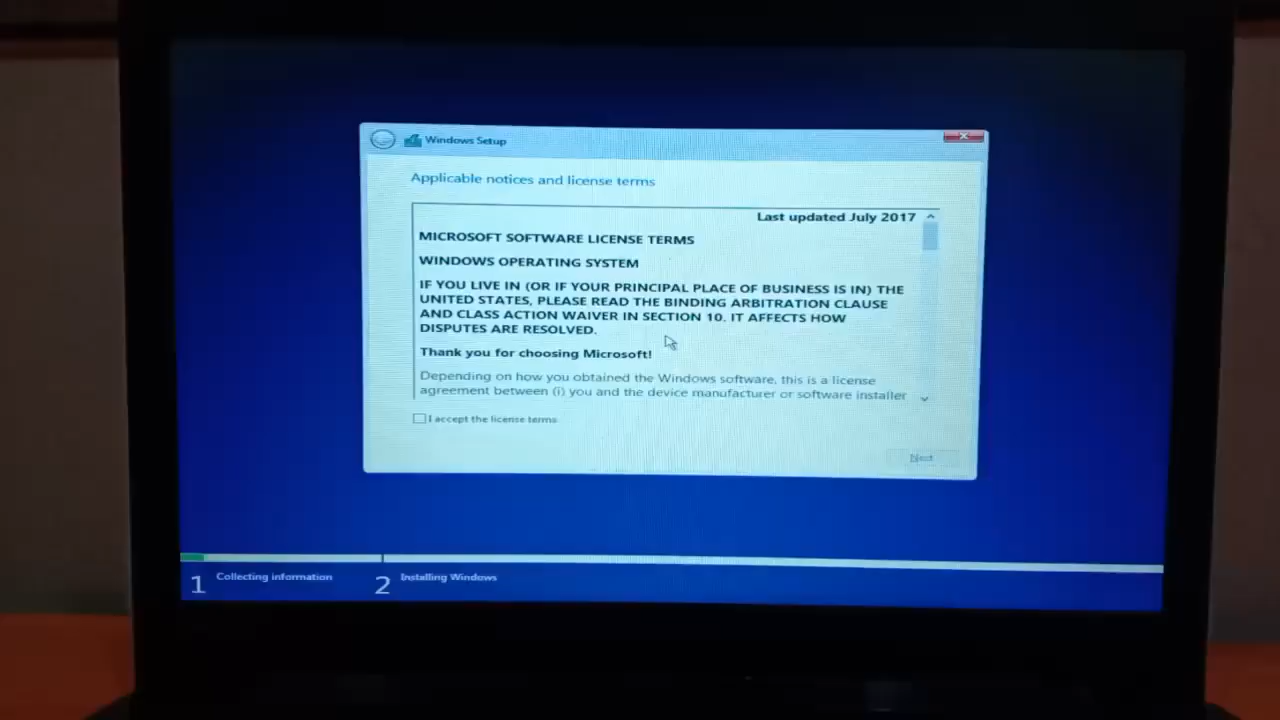 Windows Setup
Applicable notices and license terms
Last updated July 2017
MICROSOFT SOFTWARE LICENSE TERMS
WINDOWS OPERATING SYSTEM
IF YOU LIVE IN (OR IF YOUR PRINCIPAL PLACE OF BUSINESS IS IN) THE
UNITED STATES, PLEASE READ THE BINDING ARBITRATION CLAUSE
AND CLASS ACTION WAIVER IN SECTION 10. IT AFFECTS HOW
DISPUTES ARE RESOLVED.
Thank you for choosing Microsoft!
Depending on how you obtained the Windows software, this is a license
agreement between (i) you and the device manufacturer or software installer
I accept the license terms
Next
1 Collecting information
2 Installing Windows